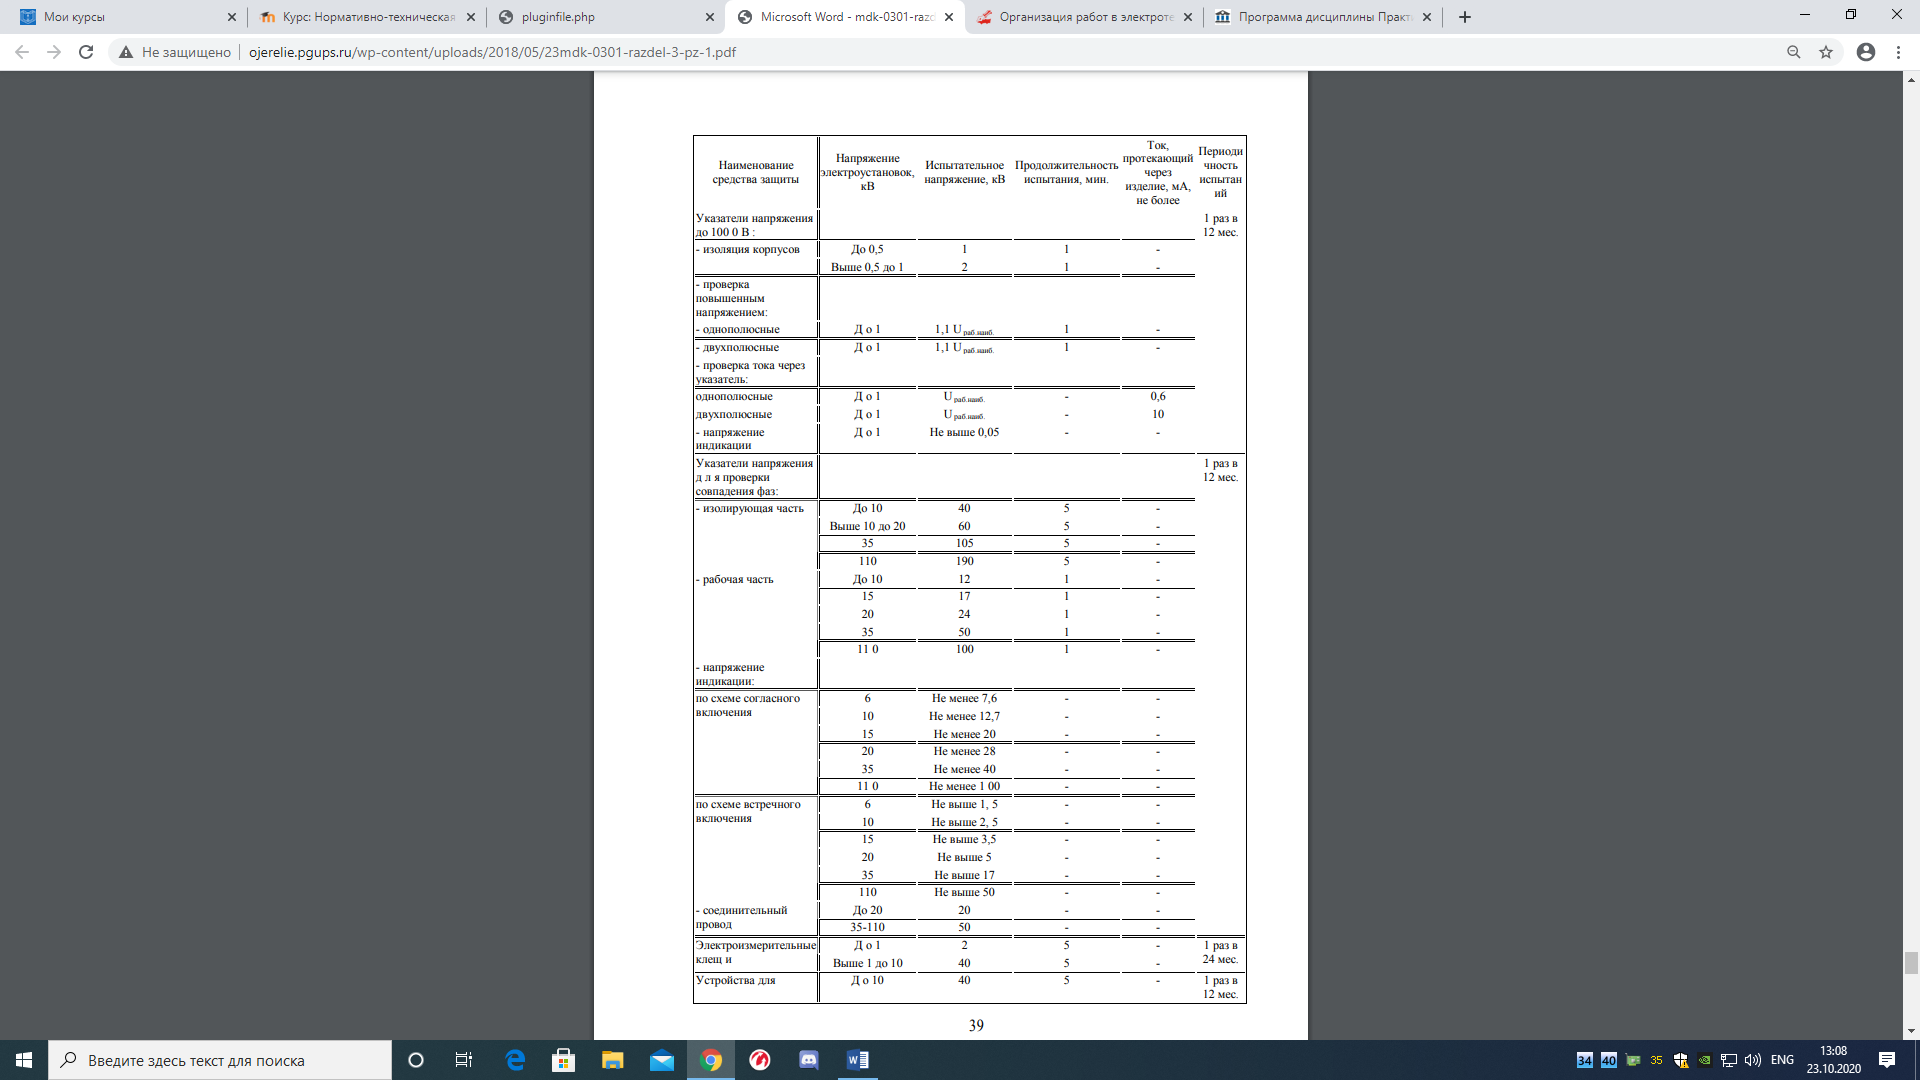 Мои курсы
Курс: Нормативно-техническая
pluginfile.php
Microsoft Word - mdk-0301-razd
Организация работ в электроте
Программа дисциплины Практ
Не защищено
ojerelie.pgups.ru/wp-content/uploads/2018/05/23mdk-0301-razdel-3-pz-1.pdf
Наименование средства защиты Напряжение электроустановок, кВ Испытательное напряжение, кВ Продолжительность испытания, мин. Ток, протекающий через изделие, мА, не более Периоди чность испытан ий
Указатели напряжения 1 раз в
до 100 0 В : 12 мес.
- изоляция корпусов До 0,5 1 1 -
Выше 0,5 до 1 2 1 -
- проверка
повышенным
напряжением:
- однополюсные Д о 1 1,1 U раб.наиб. 1 -
- двухполюсные Д о 1 1,1 U раб.наиб. 1 -
- проверка тока через
указатель:
однополюсные Д о 1 U раб.наиб. - 0,6
двухполюсные Д о 1 U раб.наиб. - 10
- напряжение Д о 1 Не выше 0,05 - -
индикации
Указатели напряжения 1 раз в
д л я проверки 12 мес.
совпадения фаз:
- изолирующая часть До 10 40 5 -
Выше 10 до 20 60 5 -
35 105 5 -
110 190 5 -
- рабочая часть До 10 12 1 -
15 17 1 -
20 24 1 -
35 50 1 -
11 0 100 1 -
- напряжение
индикации:
по схеме согласного 6 Не менее 7,6 - -
включения 10 Не менее 12,7 - -
15 Не менее 20 - -
20 Не менее 28 - -
35 Не менее 40 - -
11 0 Не менее 1 00 - -
по схеме встречного 6 Не выше 1, 5 - -
включения 10 Не выше 2, 5 - -
15 Не выше 3,5 - -
20 Не выше 5 - -
35 Не выше 17 - -
110 Не выше 50 - -
- соединительный До 20 20 - -
провод 35-110 50 - -
Электроизмерительные Д о 1 2 5 - 1 раз в
клещ и Выше 1 до 10 40 5 - 24 мес.
Устройства для Д о 10 40 5 - 1 раз в
12 мес.
39
Введите здесь текст для поиска
34 40 35 ENG
13:08
23.10.2020